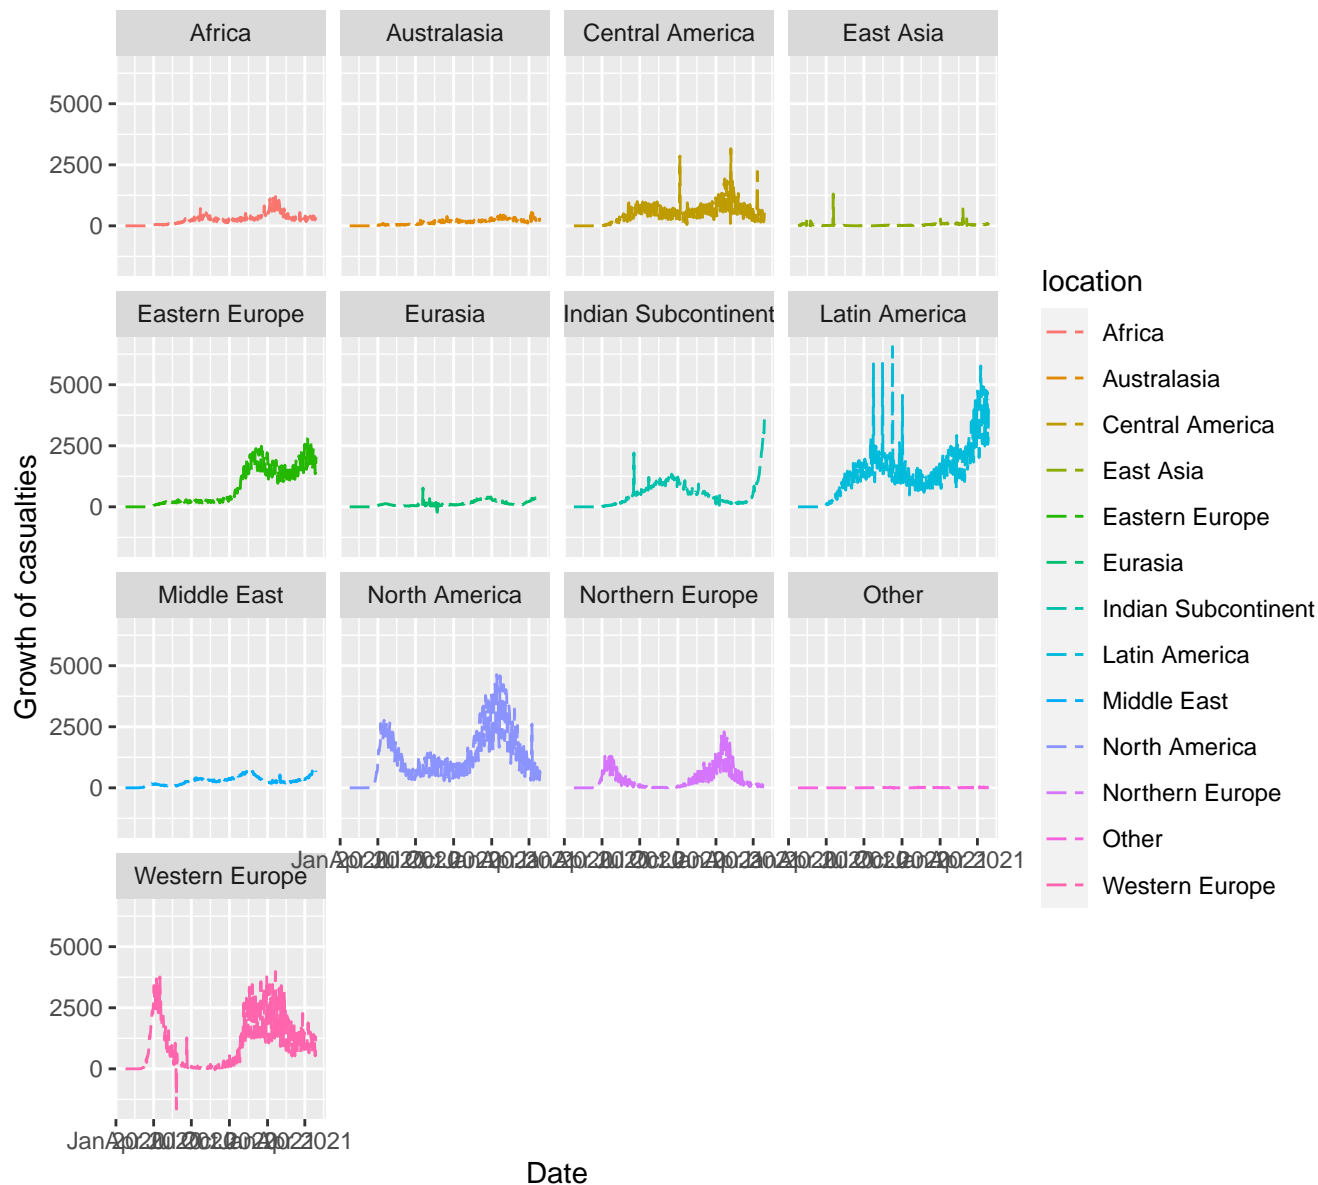 Africa
Australasia
Central America
East Asia
5000
2500
0
Eastern Europe
Eurasia
Indian Subcontinent
Latin America
5000
2500
0
Middle East
North America
Northern Europe
Other
5000
2500
0
Western Europe
5000
2500
0
Growth of casualties
Date
location
Africa
Australasia
Central America
East Asia
Eastern Europe
Eurasia
Indian Subcontinent
Latin America
Middle East
North America
Northern Europe
Other
Western Europe